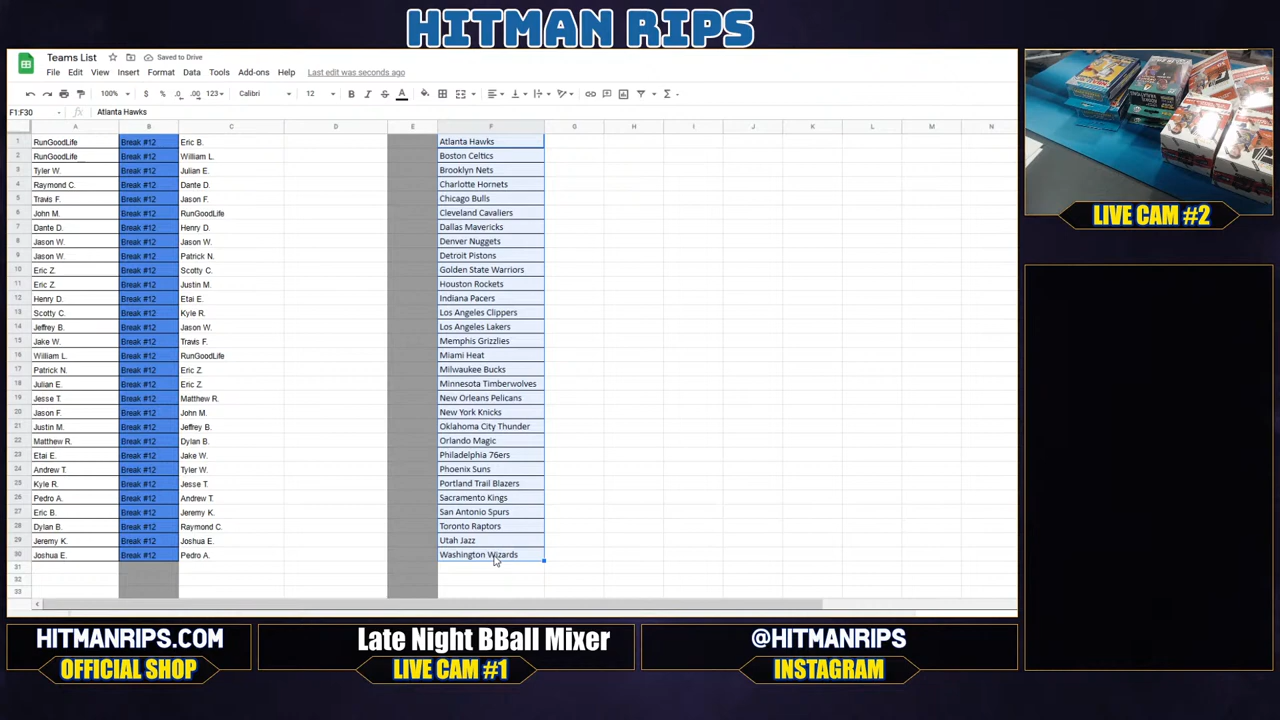 HITMAN RIPS
Teams List
Saved to Drive
File Edit View Insert Format Data Tools Add-ons Help Last edit was seconds ago
100% $ % .0 .00 123 Calibri 12 B I S A
F1:F30 fx Atlanta Hawks
A B C D E F G H I J K L M N
1 RunGoodLife Break #12 Eric B. Atlanta Hawks
2 RunGoodLife Break #12 William L. Boston Celtics
3 Tyler W. Break #12 Julian E. Brooklyn Nets
4 Raymond C. Break #12 Dante D. Charlotte Hornets
5 Travis F. Break #12 Jason F. Chicago Bulls
6 John M. Break #12 RunGoodLife Cleveland Cavaliers
7 Dante D. Break #12 Henry D. Dallas Mavericks
8 Jason W. Break #12 Jason W. Denver Nuggets
9 Jason W. Break #12 Patrick N. Detroit Pistons
10 Eric Z. Break #12 Scotty C. Golden State Warriors
11 Eric Z. Break #12 Justin M. Houston Rockets
12 Henry D. Break #12 Etai E. Indiana Pacers
13 Scotty C. Break #12 Kyle R. Los Angeles Clippers
14 Jeffrey B. Break #12 Jason W. Los Angeles Lakers
15 Jake W. Break #12 Travis F. Memphis Grizzlies
16 William L. Break #12 RunGoodLife Miami Heat
17 Patrick N. Break #12 Eric Z. Milwaukee Bucks
18 Julian E. Break #12 Eric Z. Minnesota Timberwolves
19 Jesse T. Break #12 Matthew R. New Orleans Pelicans
20 Jason F. Break #12 John M. New York Knicks
21 Justin M. Break #12 Jeffrey B. Oklahoma City Thunder
22 Matthew R. Break #12 Dylan B. Orlando Magic
23 Etai E. Break #12 Jake W. Philadelphia 76ers
24 Andrew T. Break #12 Tyler W. Phoenix Suns
25 Kyle R. Break #12 Jesse T. Portland Trail Blazers
26 Pedro A. Break #12 Andrew T. Sacramento Kings
27 Eric B. Break #12 Jeremy K. San Antonio Spurs
28 Dylan B. Break #12 Raymond C. Toronto Raptors
29 Jeremy K. Break #12 Joshua E. Utah Jazz
30 Joshua E. Break #12 Pedro A. Washington Wizards
31
32
33
LIVE CAM #2
HITMANRIPS.COM
OFFICIAL SHOP
Late Night BBall Mixer
LIVE CAM #1
@HITMANRIPS
INSTAGRAM